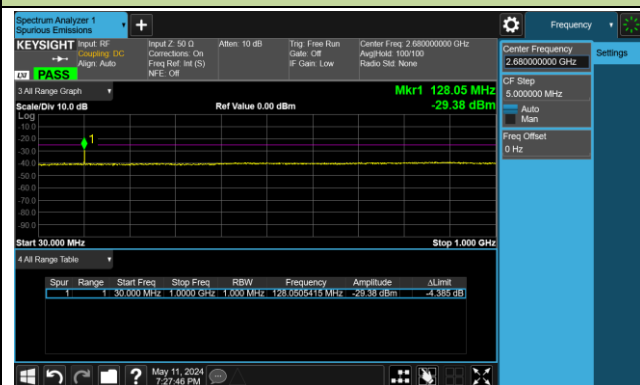 Spectrum Analyzer 1
Spurious Emissions
Frequency
KEYSIGHT Input: RF
Coupling: DC
Align: Auto
Input Z: 50 Ω
Corrections: On
Freq Ref: Int (S)
NFE: Off
Atten: 10 dB
Trig: Free Run
Gate: Off
IF Gain: Low
Center Freq: 2.680000000 GHz
Avg|Hold: 100/100
Radio Std: None
LXI PASS
Center Frequency
2.680000000 GHz
Settings
CF Step
5.000000 MHz
Auto
Man
Freq Offset
0 Hz
3 All Range Graph
Mkr1 128.05 MHz
Scale/Div 10.0 dB
Ref Value 0.00 dBm
-29.38 dBm
Log
-10.0
-20.0
1
-30.0
-40.0
-50.0
-60.0
-70.0
-80.0
-90.0
Start 30.000 MHz
Stop 1.000 GHz
4 All Range Table
Spur Range Start Freq Stop Freq RBW Frequency Amplitude ΔLimit
1 1 30.000 MHz 1.0000 GHz 1.000 MHz 128.0505415 MHz -29.38 dBm -4.385 dB
May 11, 2024
7:27:46 PM